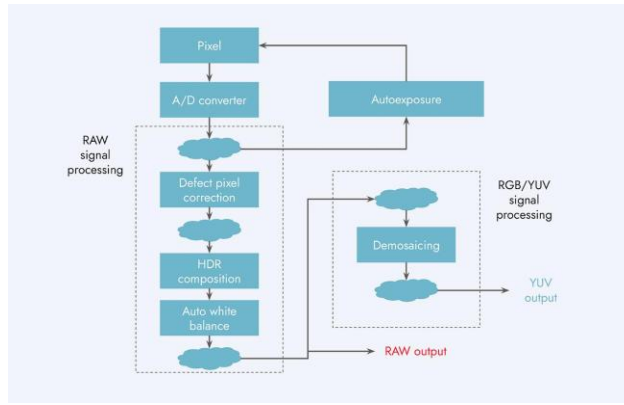 Pixel
A/D converter
Autoexposure
RAW
signal
processing
Defect pixel
correction
HDR
composition
Auto white
balance
RGB/YUV
signal
processing
Demosaicing
YUV
output
RAW output